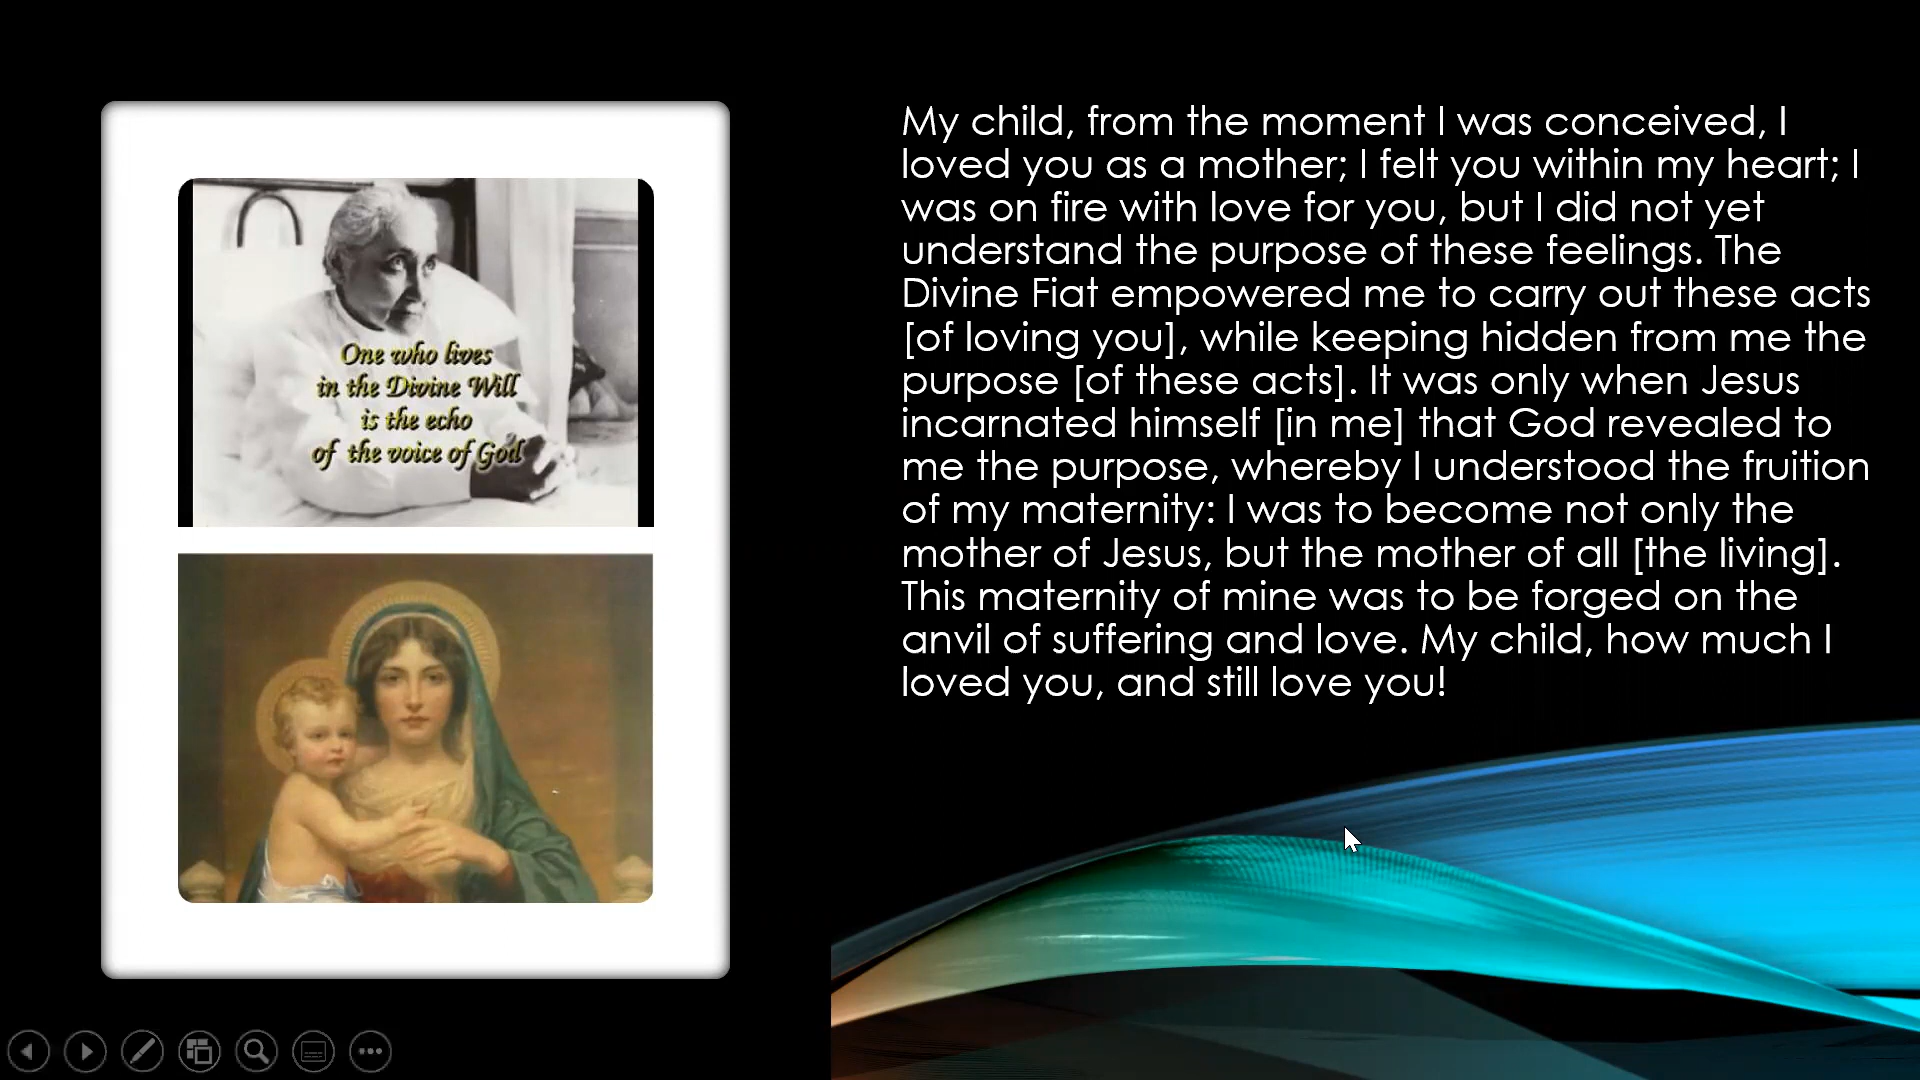 One who lives
in the Divine Will
is the echo
of the voice of God
My child, from the moment I was conceived, I
loved you as a mother; I felt you within my heart; I
was on fire with love for you, but I did not yet
understand the purpose of these feelings. The
Divine Fiat empowered me to carry out these acts
[of loving you], while keeping hidden from me the
purpose [of these acts]. It was only when Jesus
incarnated himself [in me] that God revealed to
me the purpose, whereby I understood the fruition
of my maternity: I was to become not only the
mother of Jesus, but the mother of all [the living].
This maternity of mine was to be forged on the
anvil of suffering and love. My child, how much I
loved you, and still love you!